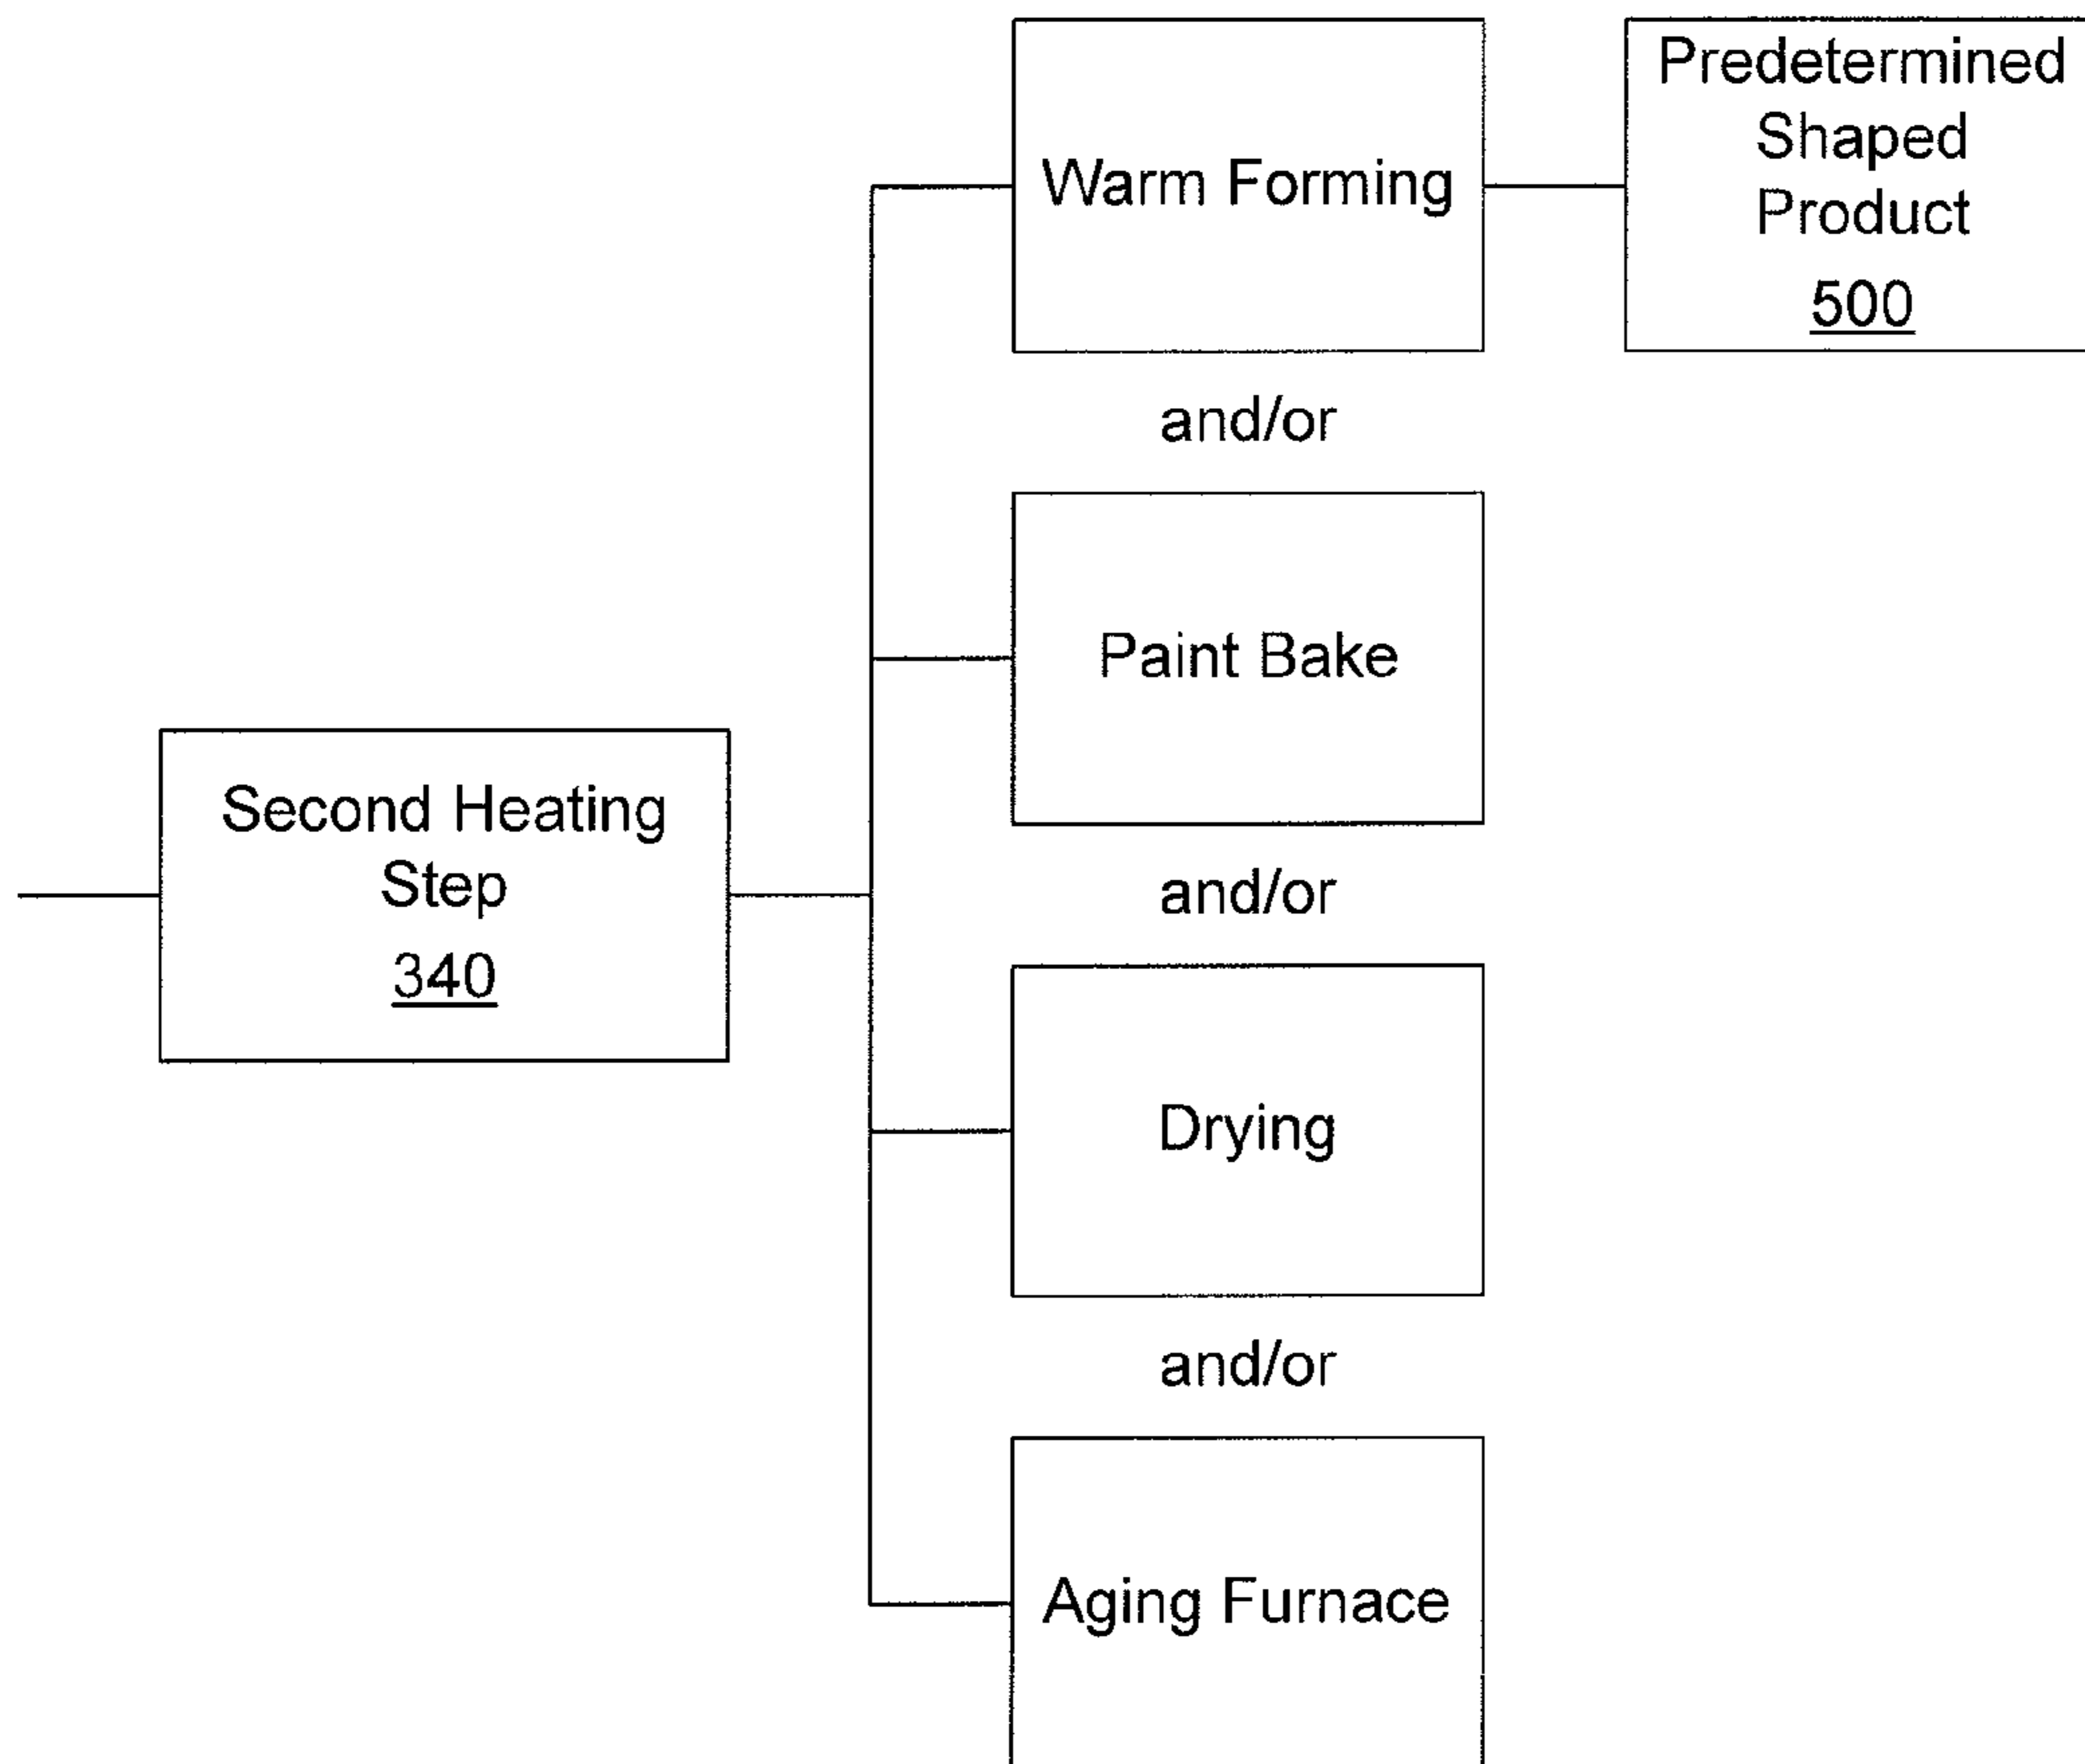 Predetermined
Shaped
Product
500
Warm Forming
and/or
Paint Bake
Second Heating
Step
340
and/or
Drying
and/or
Aging Furnace